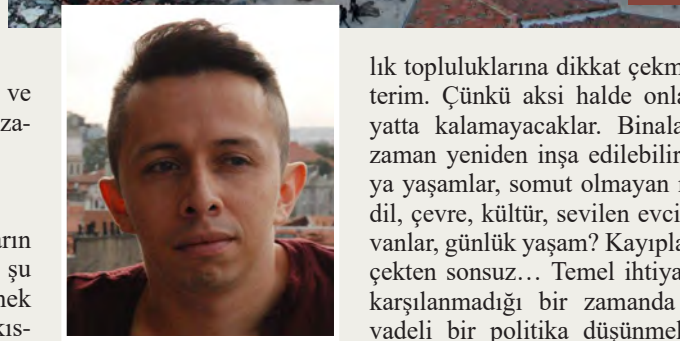 ve
za-
arın
şu
mek
kıs-
lık topluluklarına dikkat çekm
terim. Çünkü aksi halde onla
yatta kalamayacaklar. Binala
zaman yeniden inşa edilebilir
ya yaşamlar, somut olmayan
dil, çevre, kültür, sevilen evci
vanlar, günlük yaşam? Kayıpla
çekten sonsuz… Temel ihtiya
karşılanmadığı bir zamanda
vadeli bir politika düşünmel